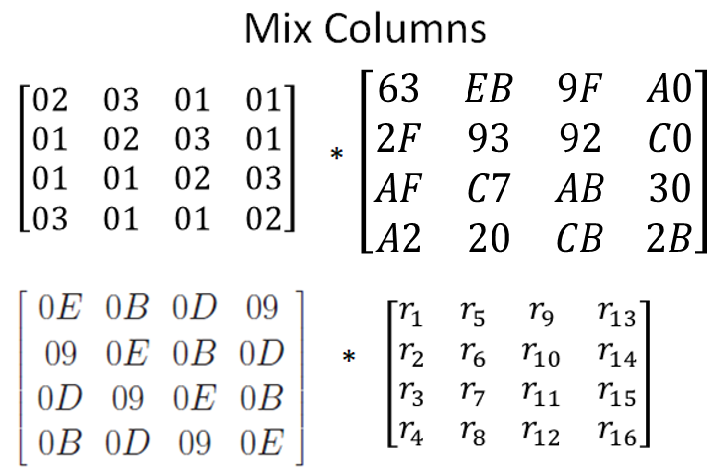 Mix Columns
02 03 01 01   63 EB 9F A0
01 02 03 01   2F 93 92 C0
* 
01 01 02 03   AF C7 AB 30
03 01 01 02   A2 20 CB 2B
0E 0B 0D 09   r1 r5 r9 r13
09 0E 0B 0D * r2 r6 r10 r14
0D 09 0E 0B   r3 r7 r11 r15
0B 0D 09 0E   r4 r8 r12 r16